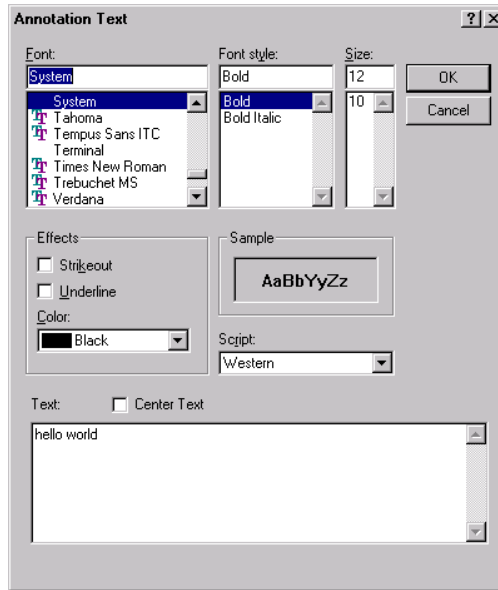 Annotation Text
Font: Font style: Size:
System Bold 12 OK
System Bold 10 Cancel
Tahoma Bold Italic
Tempus Sans ITC
Terminal
Times New Roman
Trebuchet MS
Verdana
Effects Sample
Strikeout
Underline
AaBbYyZz
Color:
Black
Script:
Western
Text: Center Text
hello world